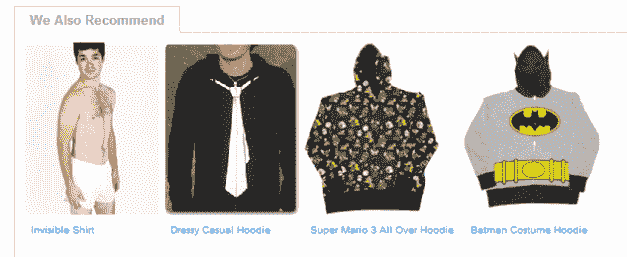 We Also Recommend
Invisible Shirt
Dressy Casual Hoodie
Super Mario 3 All Over Hoodie
Batman Costume Hoodie